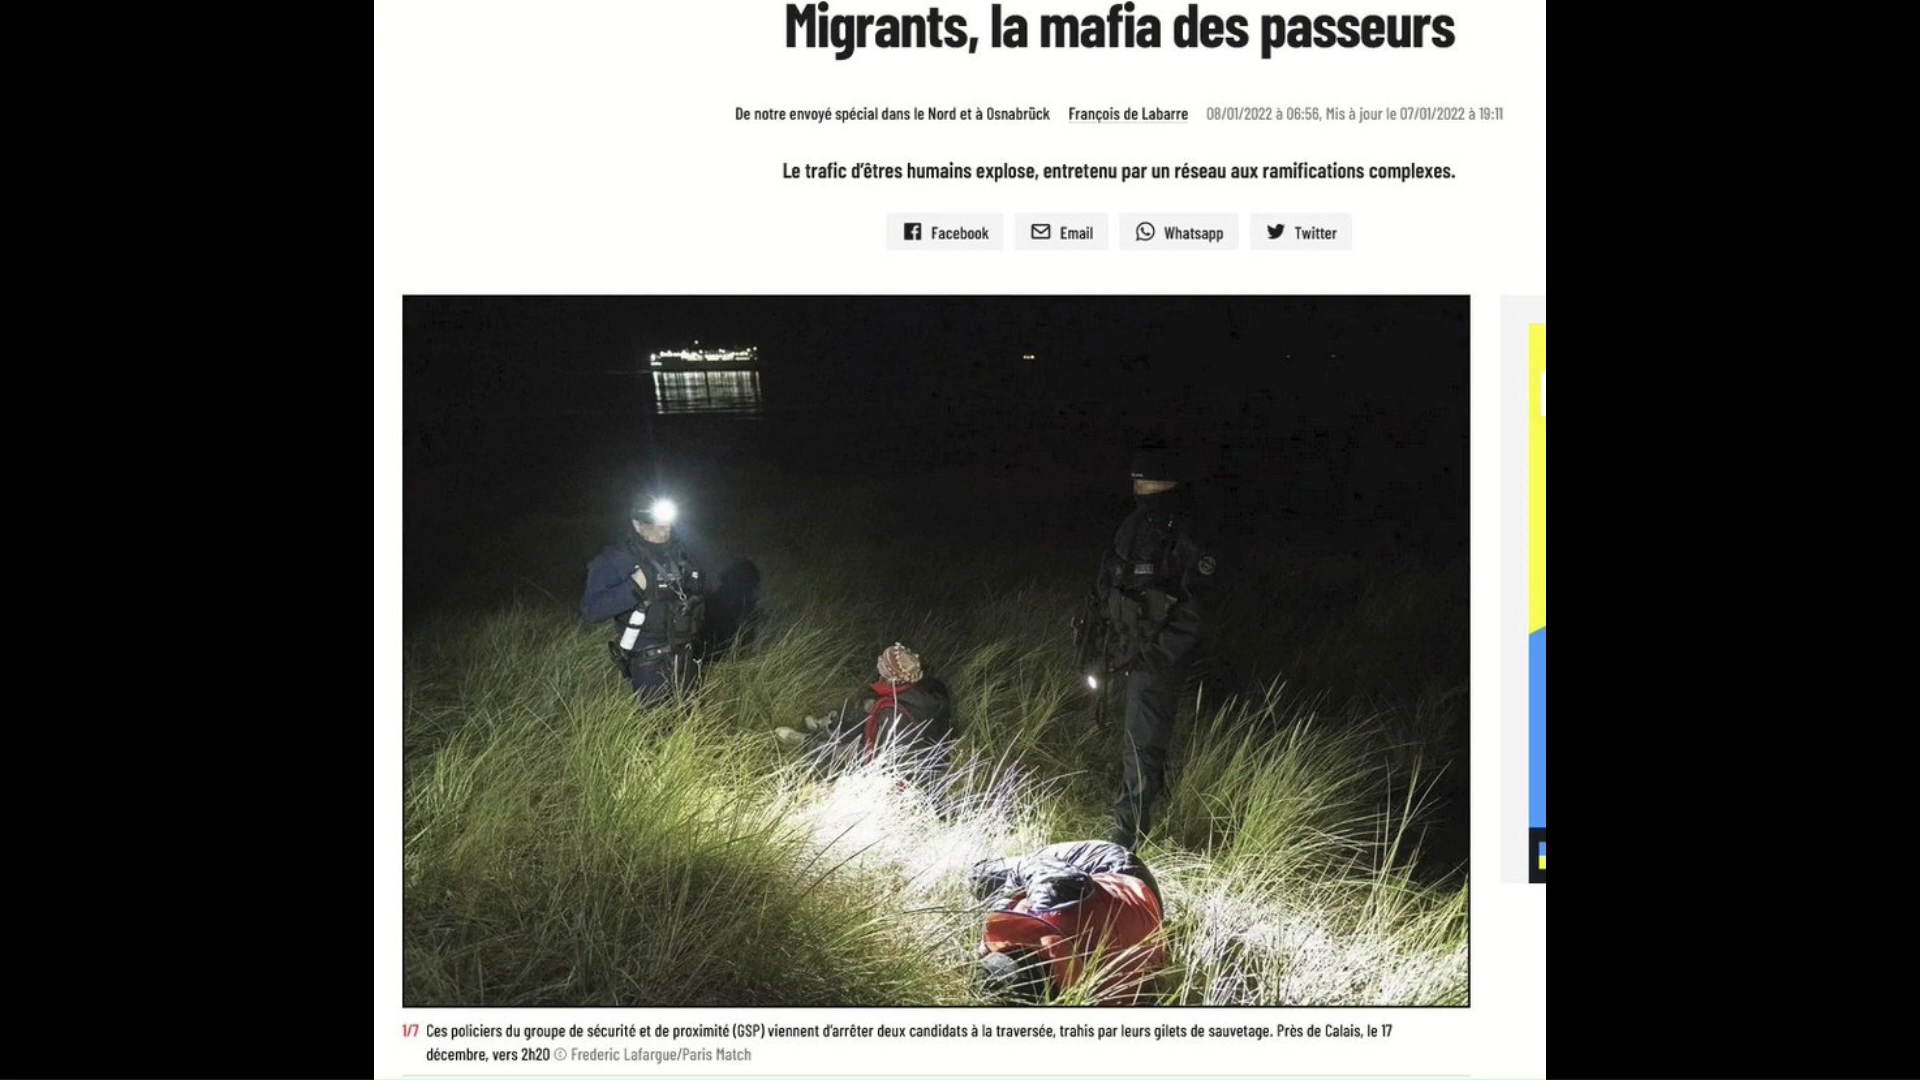 Migrants, la mafia des passeurs
De notre envoyé spécial dans le Nord et à Osnabrück François de Labarre 08/01/2022 à 06:56, Mis à jour le 07/01/2022 à 19:11
Le trafic d'êtres humains explose, entretenu par un réseau aux ramifications complexes.
Facebook Email Whatsapp Twitter
1/7 Ces policiers du groupe de sécurité et de proximité (GSP) viennent d'arrêter deux candidats à la traversée, trahis par leurs gilets de sauvetage. Près de Calais, le 17
décembre, vers 2h20 © Frederic Lafargue/Paris Match